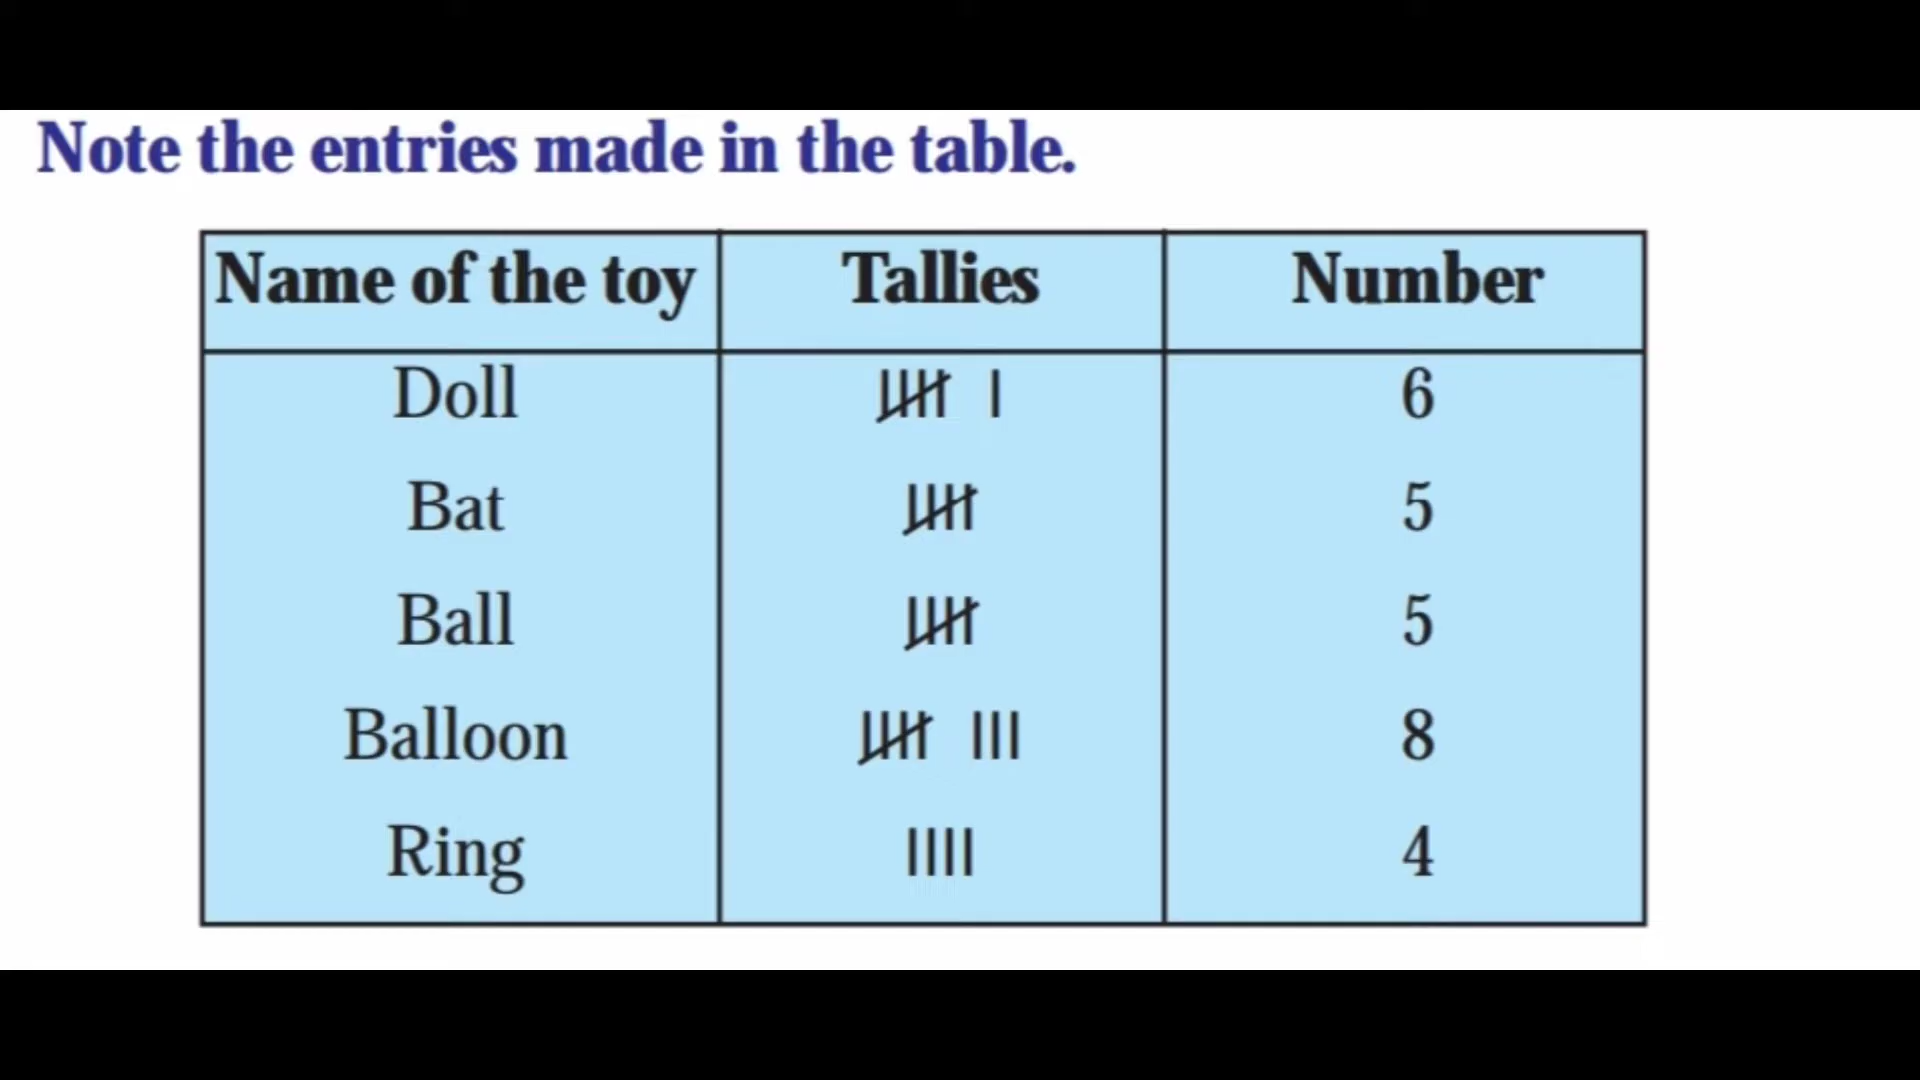 Note the entries made in the table.
Name of the toy Tallies Number
Doll 𝍸 | 6
Bat 𝍸 5
Ball 𝍸 5
Balloon 𝍸 ||| 8
Ring |||| 4